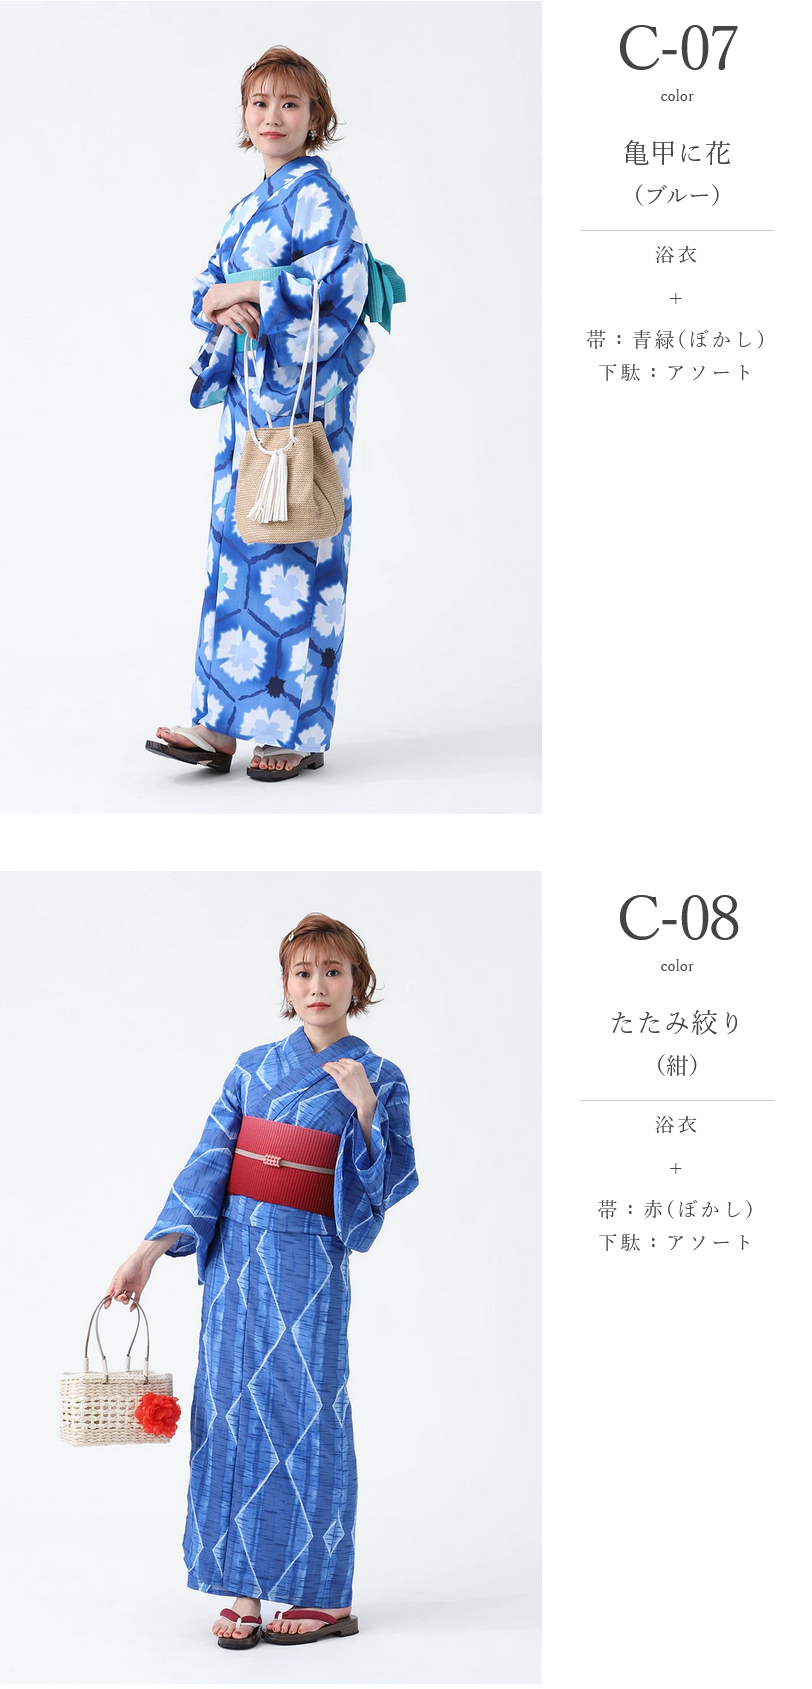 C-07
color
亀甲に花
（ブルー）
浴衣
+
帯：青緑(ぼかし)
下駄：アソート
C-08
color
たたみ絞り
（紺）
浴衣
+
帯：赤(ぼかし)
下駄：アソート